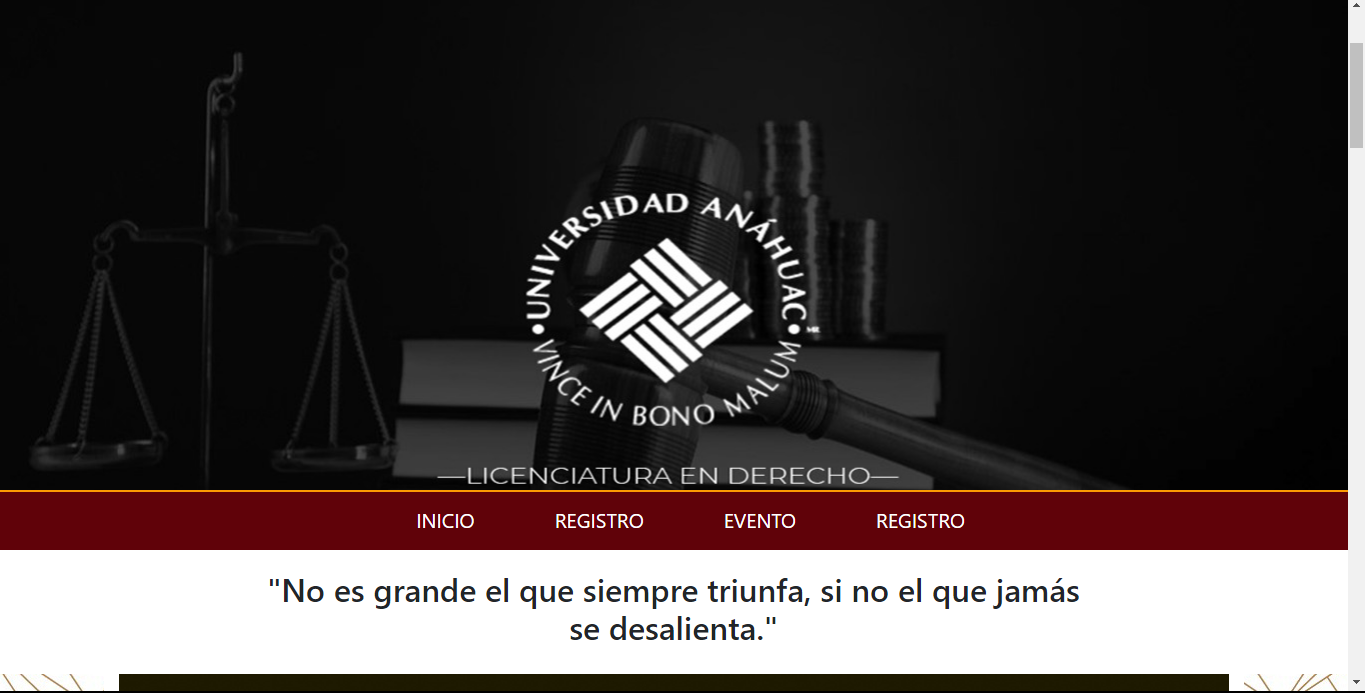 UNIVERSIDAD ANÁHUAC
VINCE IN BONO MALUM
MR
—LICENCIATURA EN DERECHO—
INICIO REGISTRO EVENTO REGISTRO
"No es grande el que siempre triunfa, si no el que jamás
se desalienta."